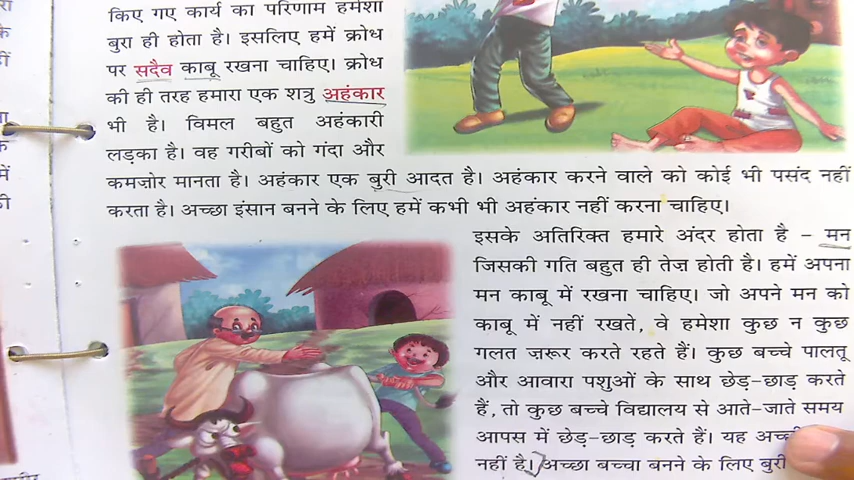 किए गए कार्य का परिणाम हमेशा
बुरा ही होता है। इसलिए हमें क्रोध
पर सदैव काबू रखना चाहिए। क्रोध
की ही तरह हमारा एक शत्रु अहंकार
भी है। विमल बहुत अहंकारी
लड़का है। वह गरीबों को गंदा और
कमज़ोर मानता है। अहंकार एक बुरी आदत है। अहंकार करने वाले को कोई भी पसंद नहीं
करता है। अच्छा इंसान बनने के लिए हमें कभी भी अहंकार नहीं करना चाहिए।
इसके अतिरिक्त हमारे अंदर होता है – मन
जिसकी गति बहुत ही तेज़ होती है। हमें अपना
मन काबू में रखना चाहिए। जो अपने मन को
काबू में नहीं रखते, वे हमेशा कुछ न कुछ
गलत ज़रूर करते रहते हैं। कुछ बच्चे पालतू
और आवारा पशुओं के साथ छेड़-छाड़ करते
हैं, तो कुछ बच्चे विद्यालय से आते-जाते समय
आपस में छेड़-छाड़ करते हैं। यह
नहीं है। अच्छा बच्चा बनने के लिए बुरी